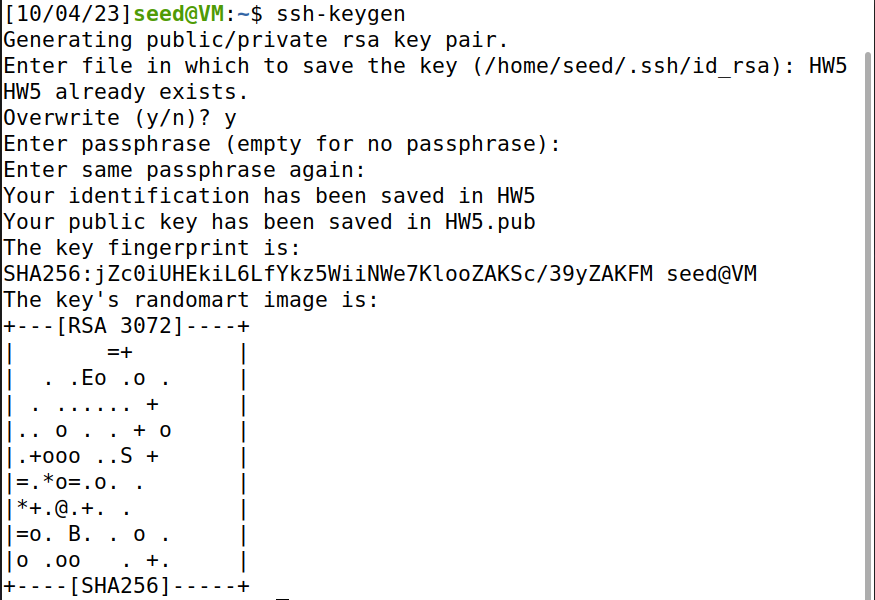 [10/04/23]seed@VM:~$ ssh-keygen
Generating public/private rsa key pair.
Enter file in which to save the key (/home/seed/.ssh/id_rsa): HW5
HW5 already exists.
Overwrite (y/n)? y
Enter passphrase (empty for no passphrase):
Enter same passphrase again:
Your identification has been saved in HW5
Your public key has been saved in HW5.pub
The key fingerprint is:
SHA256:jZc0iUHEkiL6LfYkz5WiiNWe7KlooZAKSc/39yZAKFM seed@VM
The key's randomart image is:
+---[RSA 3072]----+
|       =+        |
|  . .Eo .o .     |
| . ...... +      |
|.. o . . + o     |
|.+ooo ..S +      |
|=.*o=.o. .       |
|*+.@.+. .        |
|=o. B. . o .     |
|o .oo   . +.     |
+----[SHA256]-----+